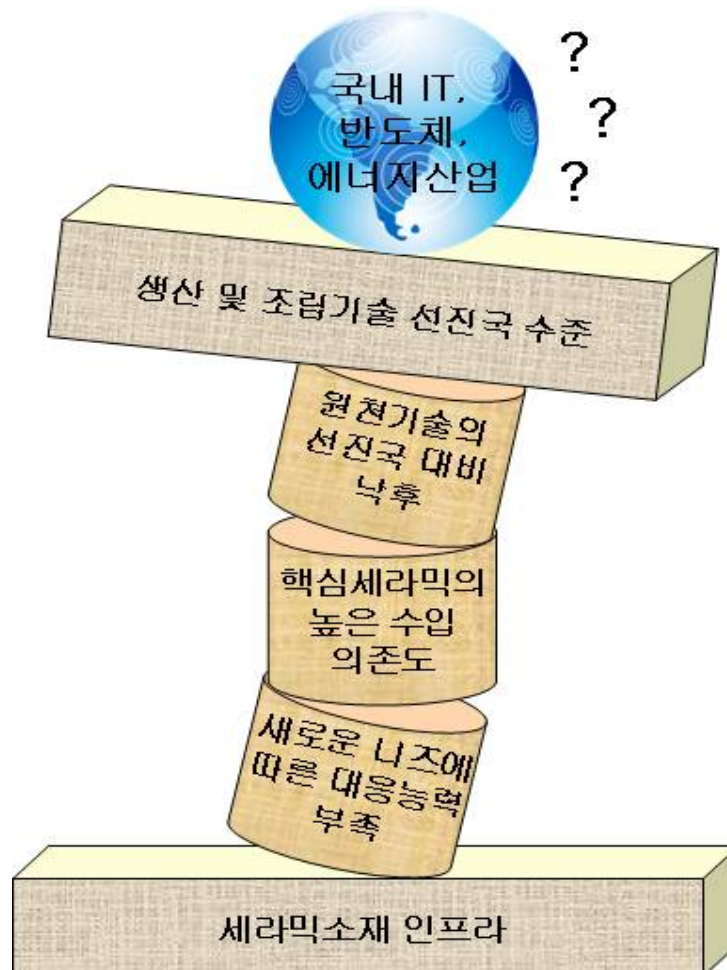 국내 IT,
반도체,
에너지산업
?
?
?
생산 및 조립기술 선진국 수준
원천기술의
선진국 대비
낙후
핵심세라믹의
높은 수입
의존도
새로운 니즈에
따른 대응능력
부족
세라믹소재 인프라